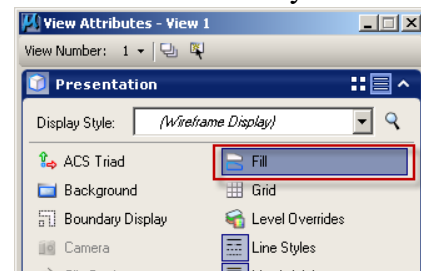 View Attributes - View 1
View Number: 1
Presentation
Display Style: (Wireframe Display)
ACS Triad Fill
Background Grid
Boundary Display Level Overrides
Camera Line Styles